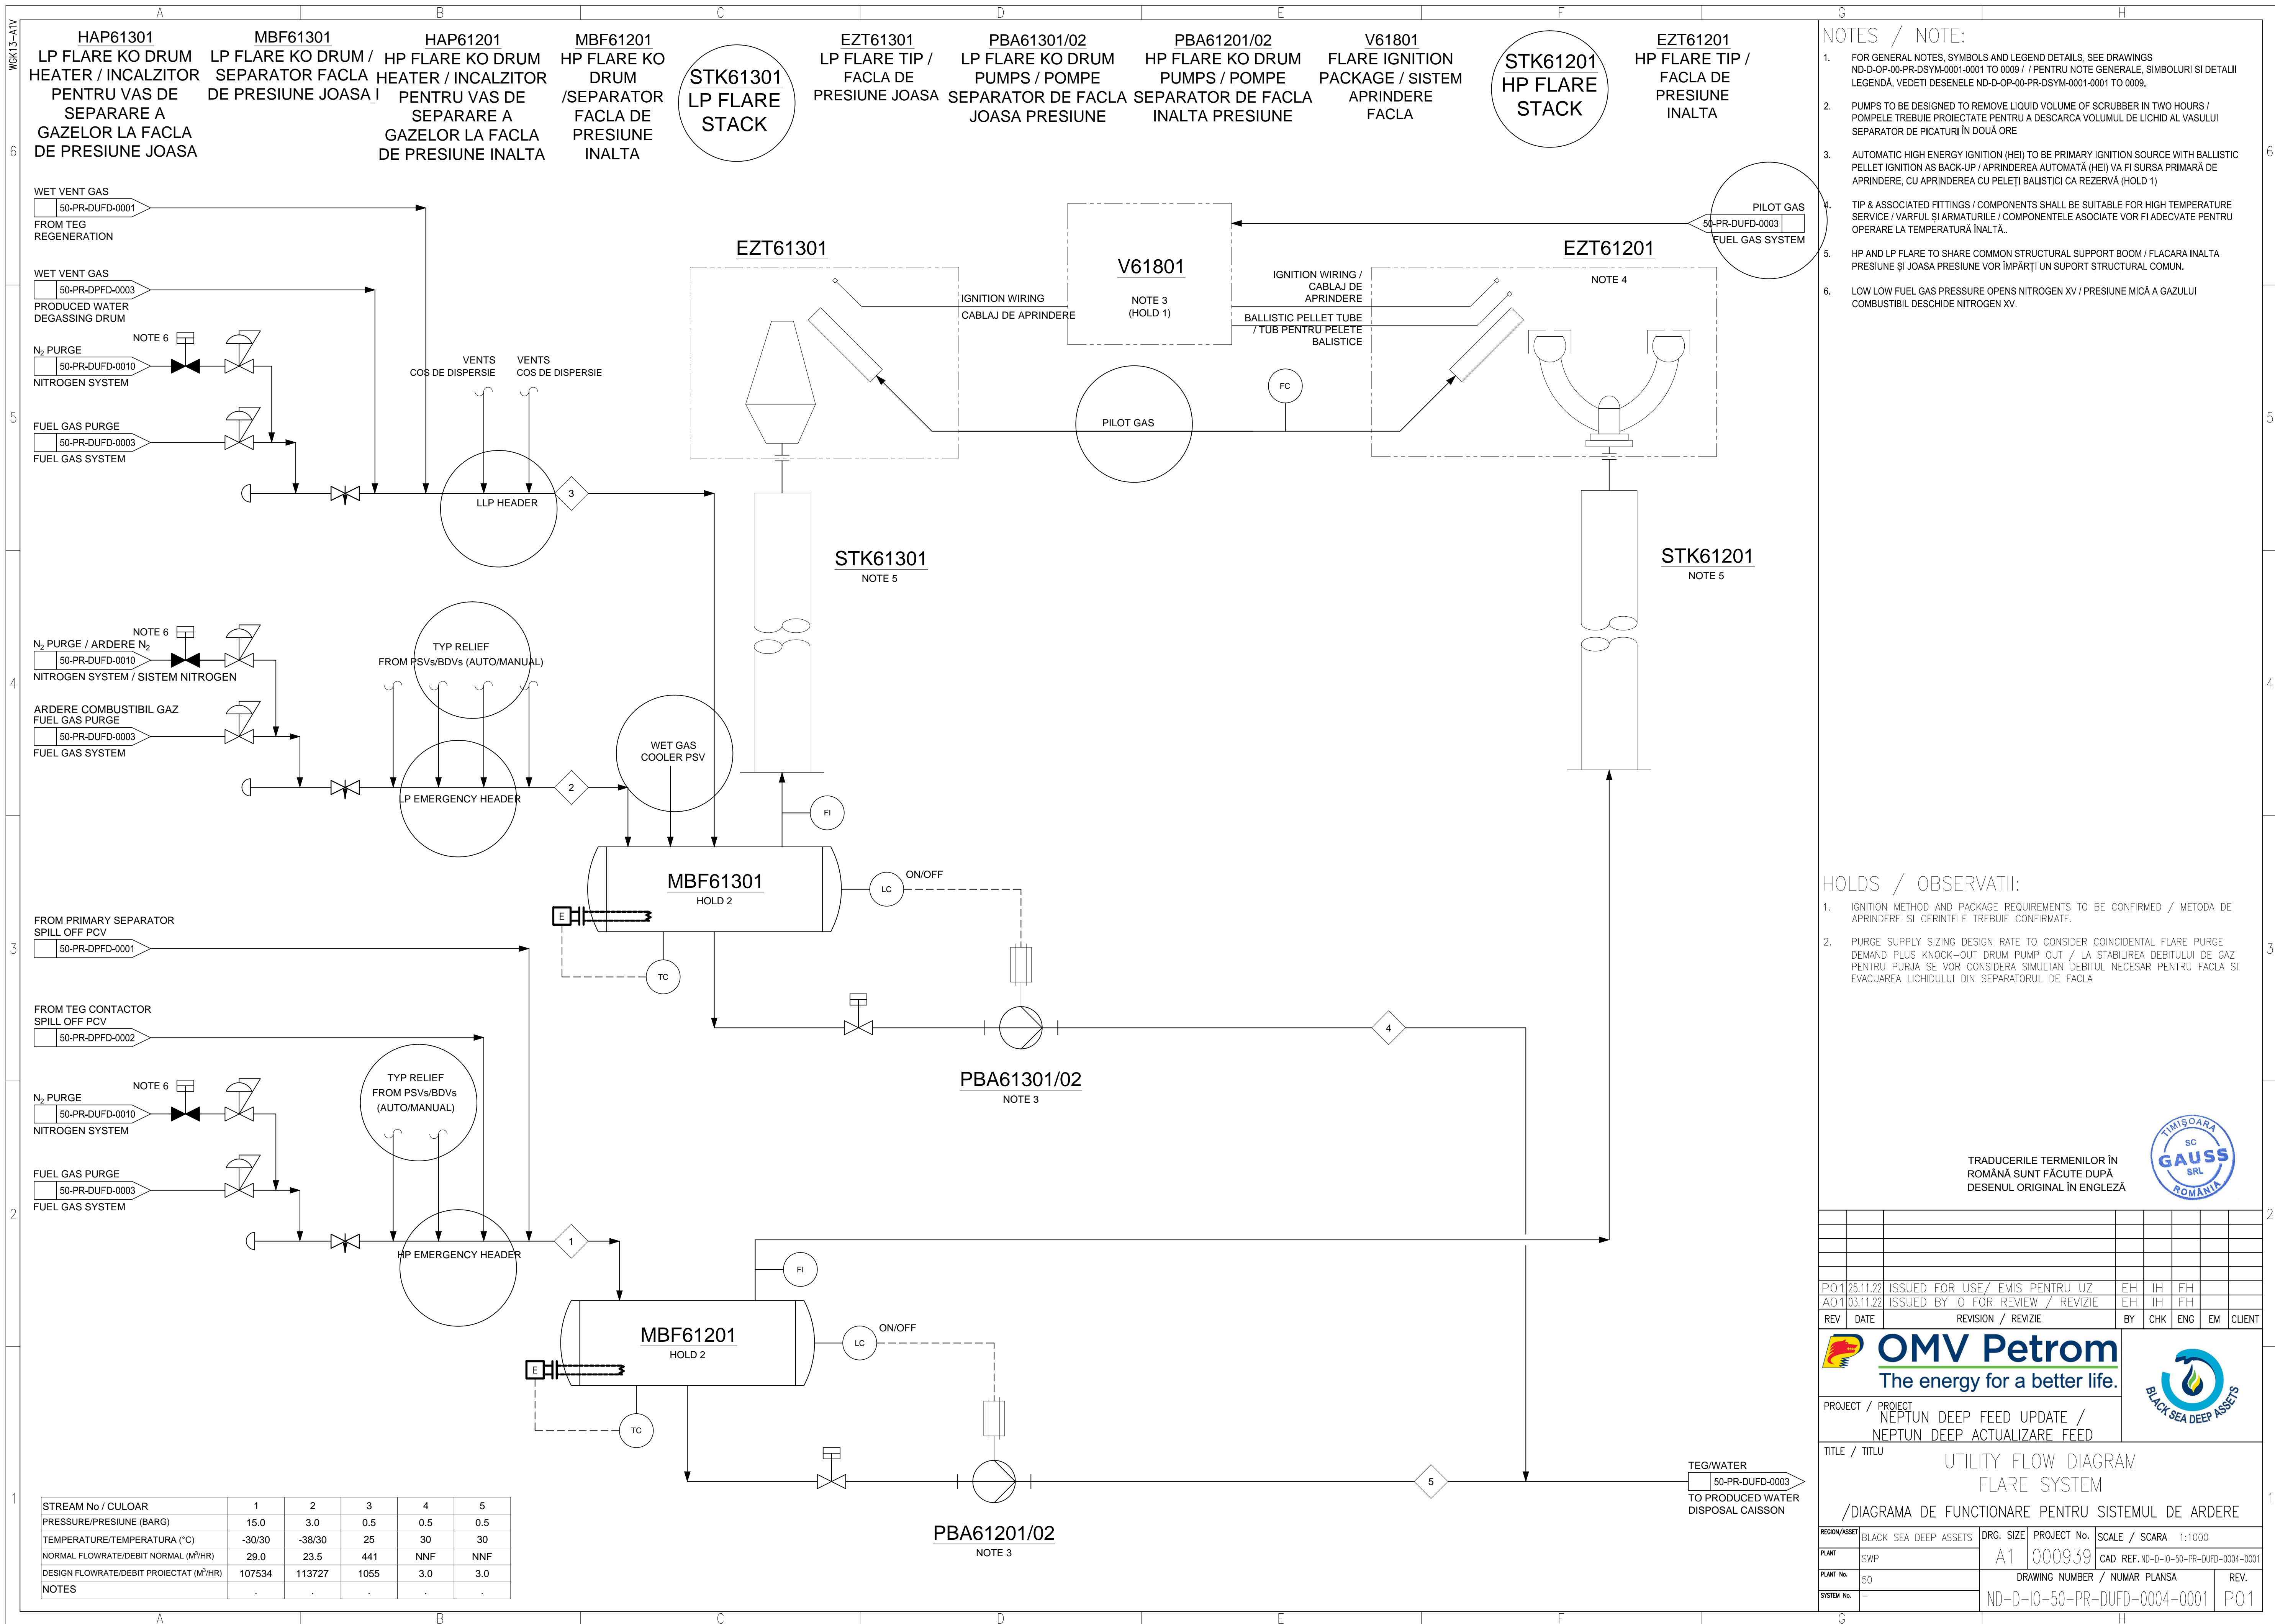 WGK13-A1V
A
B
C
D
E
F
G
H
HAP61301
LP FLARE KO DRUM
HEATER / INCALZITOR
PENTRU VAS DE
SEPARARE A
GAZELOR LA FACLA
DE PRESIUNE JOASA
MBF61301
LP FLARE KO DRUM /
SEPARATOR FACLA
DE PRESIUNE JOASA I
HAP61201
HP FLARE KO DRUM
HEATER / INCALZITOR
PENTRU VAS DE
SEPARARE A
GAZELOR LA FACLA
DE PRESIUNE INALTA
MBF61201
HP FLARE KO
DRUM
/SEPARATOR
FACLA DE
PRESIUNE
INALTA
STK61301
LP FLARE
STACK
EZT61301
LP FLARE TIP /
FACLA DE
PRESIUNE JOASA
PBA61301/02
LP FLARE KO DRUM
PUMPS / POMPE
SEPARATOR DE FACLA
JOASA PRESIUNE
PBA61201/02
HP FLARE KO DRUM
PUMPS / POMPE
SEPARATOR DE FACLA
INALTA PRESIUNE
V61801
FLARE IGNITION
PACKAGE / SISTEM
APRINDERE
FACLA
STK61201
HP FLARE
STACK
EZT61201
HP FLARE TIP /
FACLA DE
PRESIUNE
INALTA
6
5
4
3
2
1
WET VENT GAS
50-PR-DUFD-0001
FROM TEG
REGENERATION
WET VENT GAS
50-PR-DPFD-0003
PRODUCED WATER
DEGASSING DRUM
NOTE 6
N2 PURGE
50-PR-DUFD-0010
NITROGEN SYSTEM
FUEL GAS PURGE
50-PR-DUFD-0003
FUEL GAS SYSTEM
VENTS
COS DE DISPERSIE
VENTS
COS DE DISPERSIE
LLP HEADER
3
EZT61301
V61801
NOTE 3
(HOLD 1)
IGNITION WIRING
CABLAJ DE APRINDERE
IGNITION WIRING /
CABLAJ DE
APRINDERE
BALLISTIC PELLET TUBE
/ TUB PENTRU PELETE
BALISTICE
EZT61201
NOTE 4
PILOT GAS
50-PR-DUFD-0003
FUEL GAS SYSTEM
PILOT GAS
FC
STK61301
NOTE 5
STK61201
NOTE 5
NOTE 6
N2 PURGE / ARDERE N2
50-PR-DUFD-0010
NITROGEN SYSTEM / SISTEM NITROGEN
ARDERE COMBUSTIBIL GAZ
FUEL GAS PURGE
50-PR-DUFD-0003
FUEL GAS SYSTEM
TYP RELIEF
FROM PSVs/BDVs (AUTO/MANUAL)
LP EMERGENCY HEADER
2
WET GAS
COOLER PSV
FI
MBF61301
HOLD 2
E
TC
LC
ON/OFF
FROM PRIMARY SEPARATOR
SPILL OFF PCV
50-PR-DPFD-0001
FROM TEG CONTACTOR
SPILL OFF PCV
50-PR-DPFD-0002
PBA61301/02
NOTE 3
4
NOTE 6
N2 PURGE
50-PR-DUFD-0010
NITROGEN SYSTEM
FUEL GAS PURGE
50-PR-DUFD-0003
FUEL GAS SYSTEM
TYP RELIEF
FROM PSVs/BDVs
(AUTO/MANUAL)
HP EMERGENCY HEADER
1
FI
MBF61201
HOLD 2
E
TC
LC
ON/OFF
PBA61201/02
NOTE 3
5
TEG/WATER
50-PR-DUFD-0003
TO PRODUCED WATER
DISPOSAL CAISSON
STREAM No / CULOAR 1 2 3 4 5
PRESSURE/PRESIUNE (BARG) 15.0 3.0 0.5 0.5 0.5
TEMPERATURE/TEMPERATURA (°C) -30/30 -38/30 25 30 30
NORMAL FLOWRATE/DEBIT NORMAL (M³/HR) 29.0 23.5 441 NNF NNF
DESIGN FLOWRATE/DEBIT PROIECTAT (M³/HR) 107534 113727 1055 3.0 3.0
NOTES . . . . .
NOTES / NOTE:
1. FOR GENERAL NOTES, SYMBOLS AND LEGEND DETAILS, SEE DRAWINGS
ND-D-OP-00-PR-DSYM-0001-0001 TO 0009 / / PENTRU NOTE GENERALE, SIMBOLURI SI DETALII
LEGENDĂ, VEDETI DESENELE ND-D-OP-00-PR-DSYM-0001-0001 TO 0009.
2. PUMPS TO BE DESIGNED TO REMOVE LIQUID VOLUME OF SCRUBBER IN TWO HOURS /
POMPELE TREBUIE PROIECTATE PENTRU A DESCARCA VOLUMUL DE LICHID AL VASULUI
SEPARATOR DE PICATURI ÎN DOUĂ ORE
3. AUTOMATIC HIGH ENERGY IGNITION (HEI) TO BE PRIMARY IGNITION SOURCE WITH BALLISTIC
PELLET IGNITION AS BACK-UP / APRINDEREA AUTOMATĂ (HEI) VA FI SURSA PRIMARĂ DE
APRINDERE, CU APRINDEREA CU PELEȚI BALISTICI CA REZERVĂ (HOLD 1)
4. TIP & ASSOCIATED FITTINGS / COMPONENTS SHALL BE SUITABLE FOR HIGH TEMPERATURE
SERVICE / VARFUL ȘI ARMATURILE / COMPONENTELE ASOCIATE VOR FI ADECVATE PENTRU
OPERARE LA TEMPERATURĂ ÎNALTĂ..
5. HP AND LP FLARE TO SHARE COMMON STRUCTURAL SUPPORT BOOM / FLACARA INALTA
PRESIUNE ȘI JOASA PRESIUNE VOR ÎMPĂRȚI UN SUPORT STRUCTURAL COMUN.
6. LOW LOW FUEL GAS PRESSURE OPENS NITROGEN XV / PRESIUNE MICĂ A GAZULUI
COMBUSTIBIL DESCHIDE NITROGEN XV.
HOLDS / OBSERVATII:
1. IGNITION METHOD AND PACKAGE REQUIREMENTS TO BE CONFIRMED / METODA DE
APRINDERE SI CERINTELE TREBUIE CONFIRMATE.
2. PURGE SUPPLY SIZING DESIGN RATE TO CONSIDER COINCIDENTAL FLARE PURGE
DEMAND PLUS KNOCK-OUT DRUM PUMP OUT / LA STABILIREA DEBITULUI DE GAZ
PENTRU PURJA SE VOR CONSIDERA SIMULTAN DEBITUL NECESAR PENTRU FACLA SI
EVACUAREA LICHIDULUI DIN SEPARATORUL DE FACLA
TRADUCERILE TERMENILOR ÎN
ROMÂNĂ SUNT FĂCUTE DUPĂ
DESENUL ORIGINAL ÎN ENGLEZĂ
TIMIȘOARA
SC
GAUSS
SRL
ROMÂNIA
PO1 25.11.22 ISSUED FOR USE/ EMIS PENTRU UZ EH IH FH
AO1 03.11.22 ISSUED BY IO FOR REVIEW / REVIZIE EH IH FH
REV DATE REVISION / REVIZIE BY CHK ENG EM CLIENT
OMV Petrom
The energy for a better life.
BLACK SEA DEEP ASSETS
PROJECT / PROIECT
NEPTUN DEEP FEED UPDATE /
NEPTUN DEEP ACTUALIZARE FEED
TITLE / TITLU
UTILITY FLOW DIAGRAM
FLARE SYSTEM
/DIAGRAMA DE FUNCTIONARE PENTRU SISTEMUL DE ARDERE
REGION/ASSET BLACK SEA DEEP ASSETS
DRG. SIZE A1
PROJECT No. 000939
SCALE / SCARA 1:1000
CAD REF. ND-D-IO-50-PR-DUFD-0004-0001
PLANT SWP
PLANT No. 50
SYSTEM No. -
DRAWING NUMBER / NUMAR PLANSA
ND-D-IO-50-PR-DUFD-0004-0001
REV.
PO1
6
5
4
3
2
1
A
B
C
D
E
F
G
H